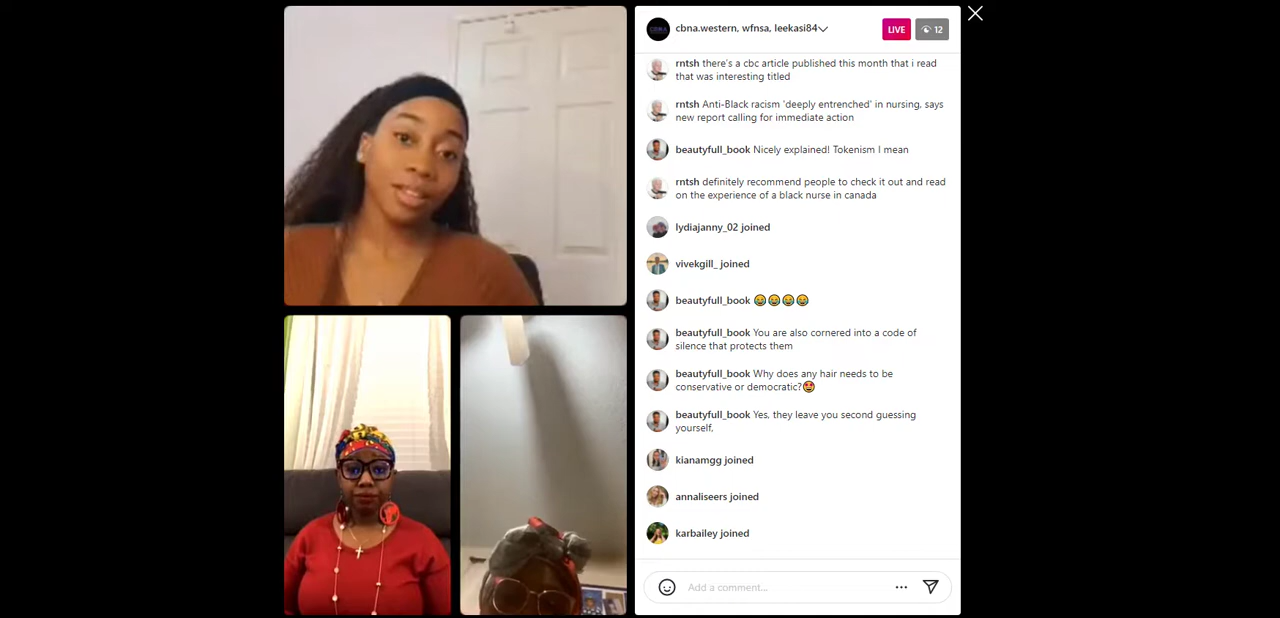 cbna.western, wfnsa, leekasi84
LIVE
12
rntsh there's a cbc article published this month that i read
that was interesting titled
rntsh Anti-Black racism 'deeply entrenched' in nursing, says
new report calling for immediate action
beautyfull_book Nicely explained! Tokenism I mean
rntsh definitely recommend people to check it out and read
on the experience of a black nurse in canada
lydiajanny_02 joined
vivekgill_ joined
beautyfull_book 😂😂😂😂
beautyfull_book You are also cornered into a code of
silence that protects them
beautyfull_book Why does any hair needs to be
conservative or democratic?🤩
beautyfull_book Yes, they leave you second guessing
yourself,
kianamgg joined
annaliseers joined
karbailey joined
Add a comment...